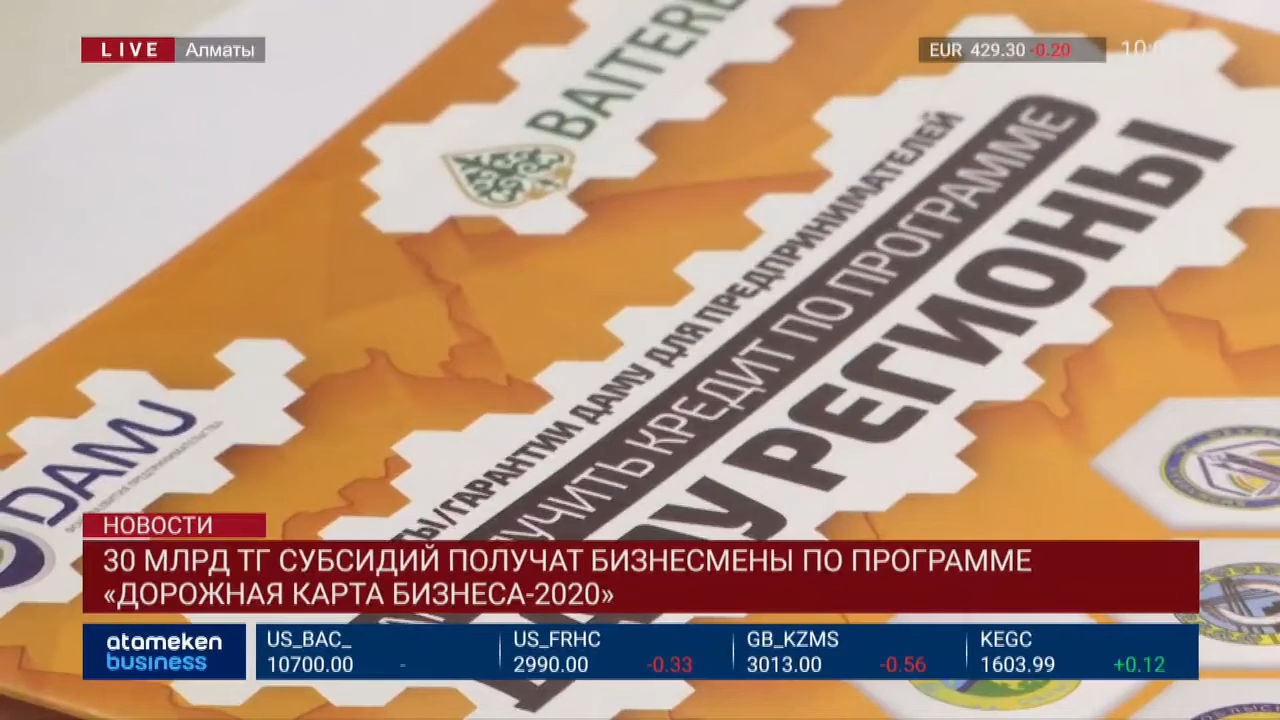 LIVE Алматы
EUR 429.30 -0.20
BAITEREK
ГАРАНТИИ ДАМУ ДЛЯ ПРЕДПРИНИМАТЕЛЕЙ
КРЕДИТ ПО ПРОГРАММЕ
РЕГИОНЫ
DAMU
НОВОСТИ
30 МЛРД ТГ СУБСИДИЙ ПОЛУЧАТ БИЗНЕСМЕНЫ ПО ПРОГРАММЕ
«ДОРОЖНАЯ КАРТА БИЗНЕСА-2020»
atameken
business
US_BAC_ US_FRHC GB_KZMS KEGC
10700.00 - 2990.00 -0.33 3013.00 -0.56 1603.99 +0.12